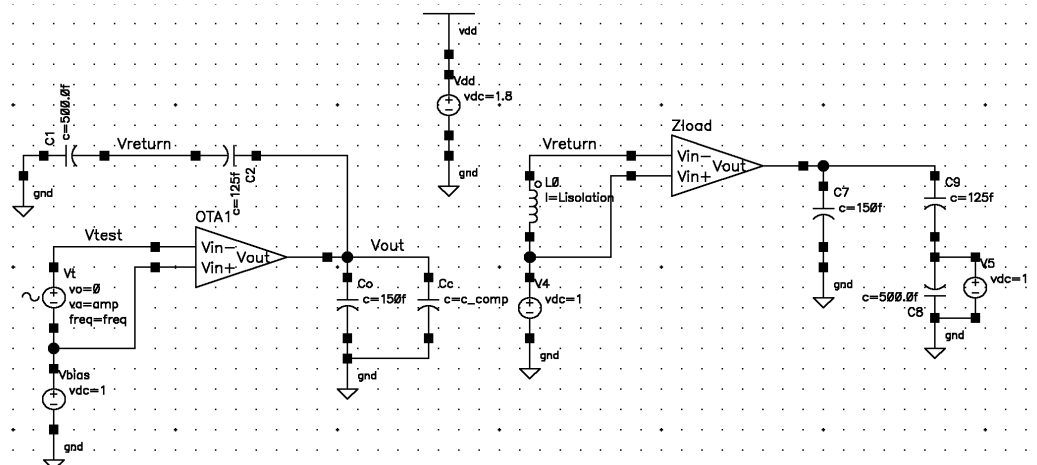 vdd
Vdd
vdc=1.8
gnd
C1
c=500.0f
Vreturn
C2
c=125f
gnd
OTA1
Vtest
Vin-
Vin+
Vout
Vout
Vt
vo=0
va=amp
freq=freq
Co
c=150f
Cc
c=c_comp
gnd
Vbias
vdc=1
gnd
Zload
Vreturn
Vin-
Vin+
Vout
L0
l=Lisolation
C7
c=150f
C9
c=125f
V4
vdc=1
gnd
gnd
V5
vdc=1
c=500.0f
C8
gnd